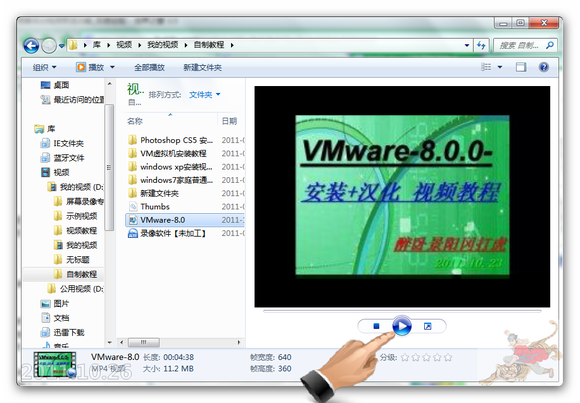 库 ▸ 视频 ▸ 我的视频 ▸ 自制教程 ▸
搜索 自制...
组织 播放 全部播放 新建文件夹
桌面
最近访问的位置
库
IE文件夹
蓝牙文件
视频
我的视频 (D:
屏幕录像专
示例视频
视频教程
我的视频
无标题
自制教程
公用视频 (D:
图片
文档
迅雷下载
音乐
视...
自...
排列方式: 文件夹
名称 日期
Photoshop CS5 安... 2011-0
VM虚拟机安装教程 2011-0
windows xp安装视... 2011-0
windows7家庭普通... 2011-0
新建文件夹 2011-0
Thumbs 2011-0
VMware-8.0 2011-1
录像软件【未加工】 2011-0
VMware-8.0.0-
安装+汉化 视频教程
醉卧景阳冈打虎
2011.10.23
VMware-8.0 长度: 00:04:38 帧宽度: 640 分级:
MP4 视频 大小: 11.2 MB 帧高度: 360
2011.10.26